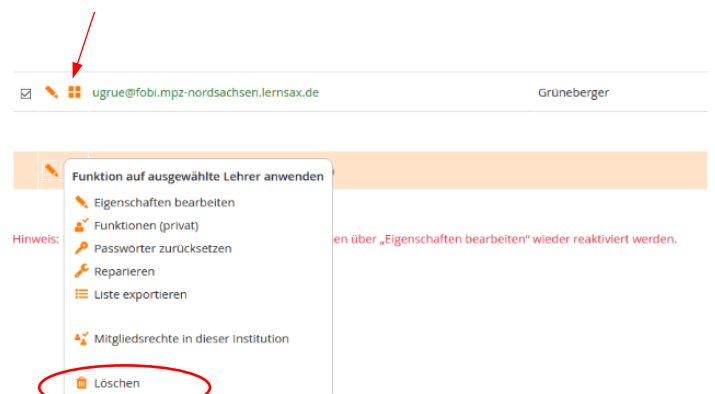 ugrue@fobi.mpz-nordsachsen.lernsax.de Grüneberger
Funktion auf ausgewählte Lehrer anwenden
Eigenschaften bearbeiten
Funktionen (privat)
Hinweis: en über „Eigenschaften bearbeiten" wieder reaktiviert werden.
Passwörter zurücksetzen
Reparieren
Liste exportieren
Mitgliedsrechte in dieser Institution
Löschen